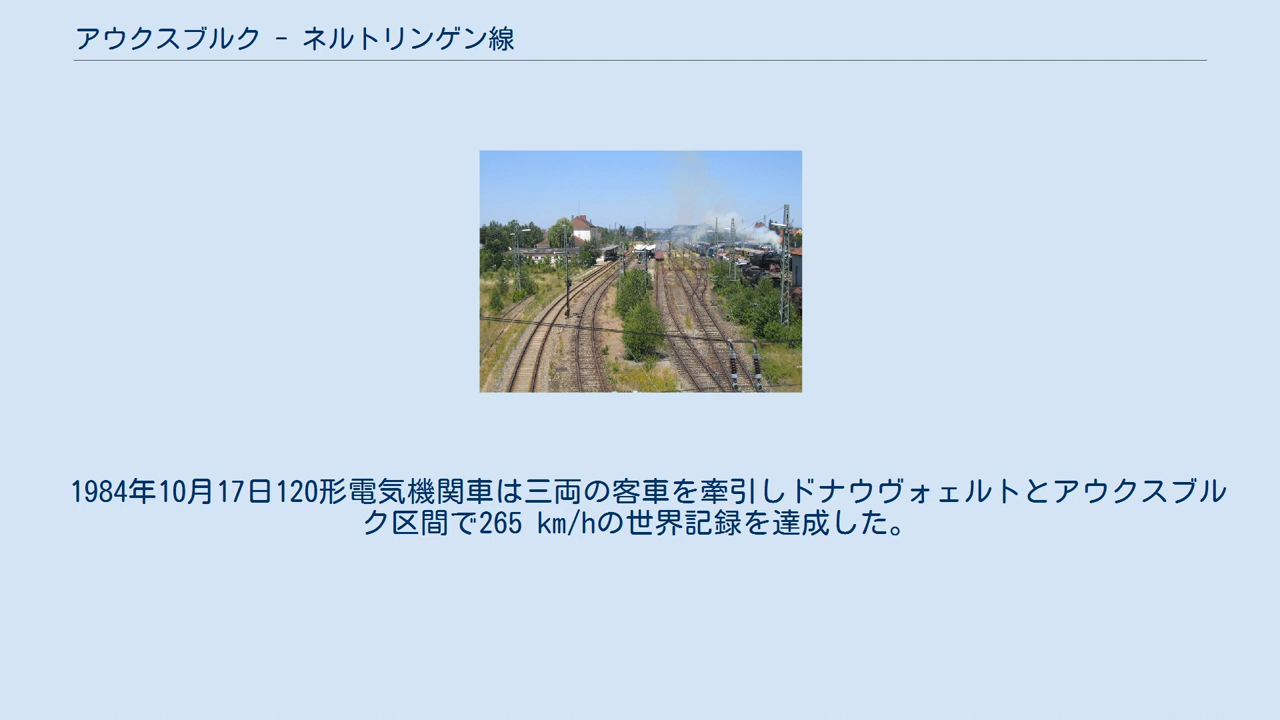 アウクスブルク - ネルトリンゲン線
1984年10月17日120形電気機関車は三両の客車を牽引しドナウヴォェルトとアウクスブル
ク区間で265 km/hの世界記録を達成した。